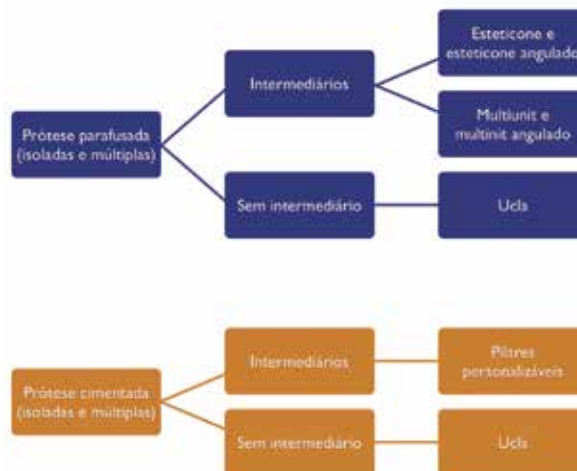 Esteticone e
esteticone angulado
Intermediários
Multiunit e
multinit angulado
Prótese parafusada
(isoladas e múltiplas)
Sem intermediário
Ucla
Intermediários
Pilares
personalizáveis
Prótese cimentada
(isoladas e múltiplas)
Sem intermediário
Ucla